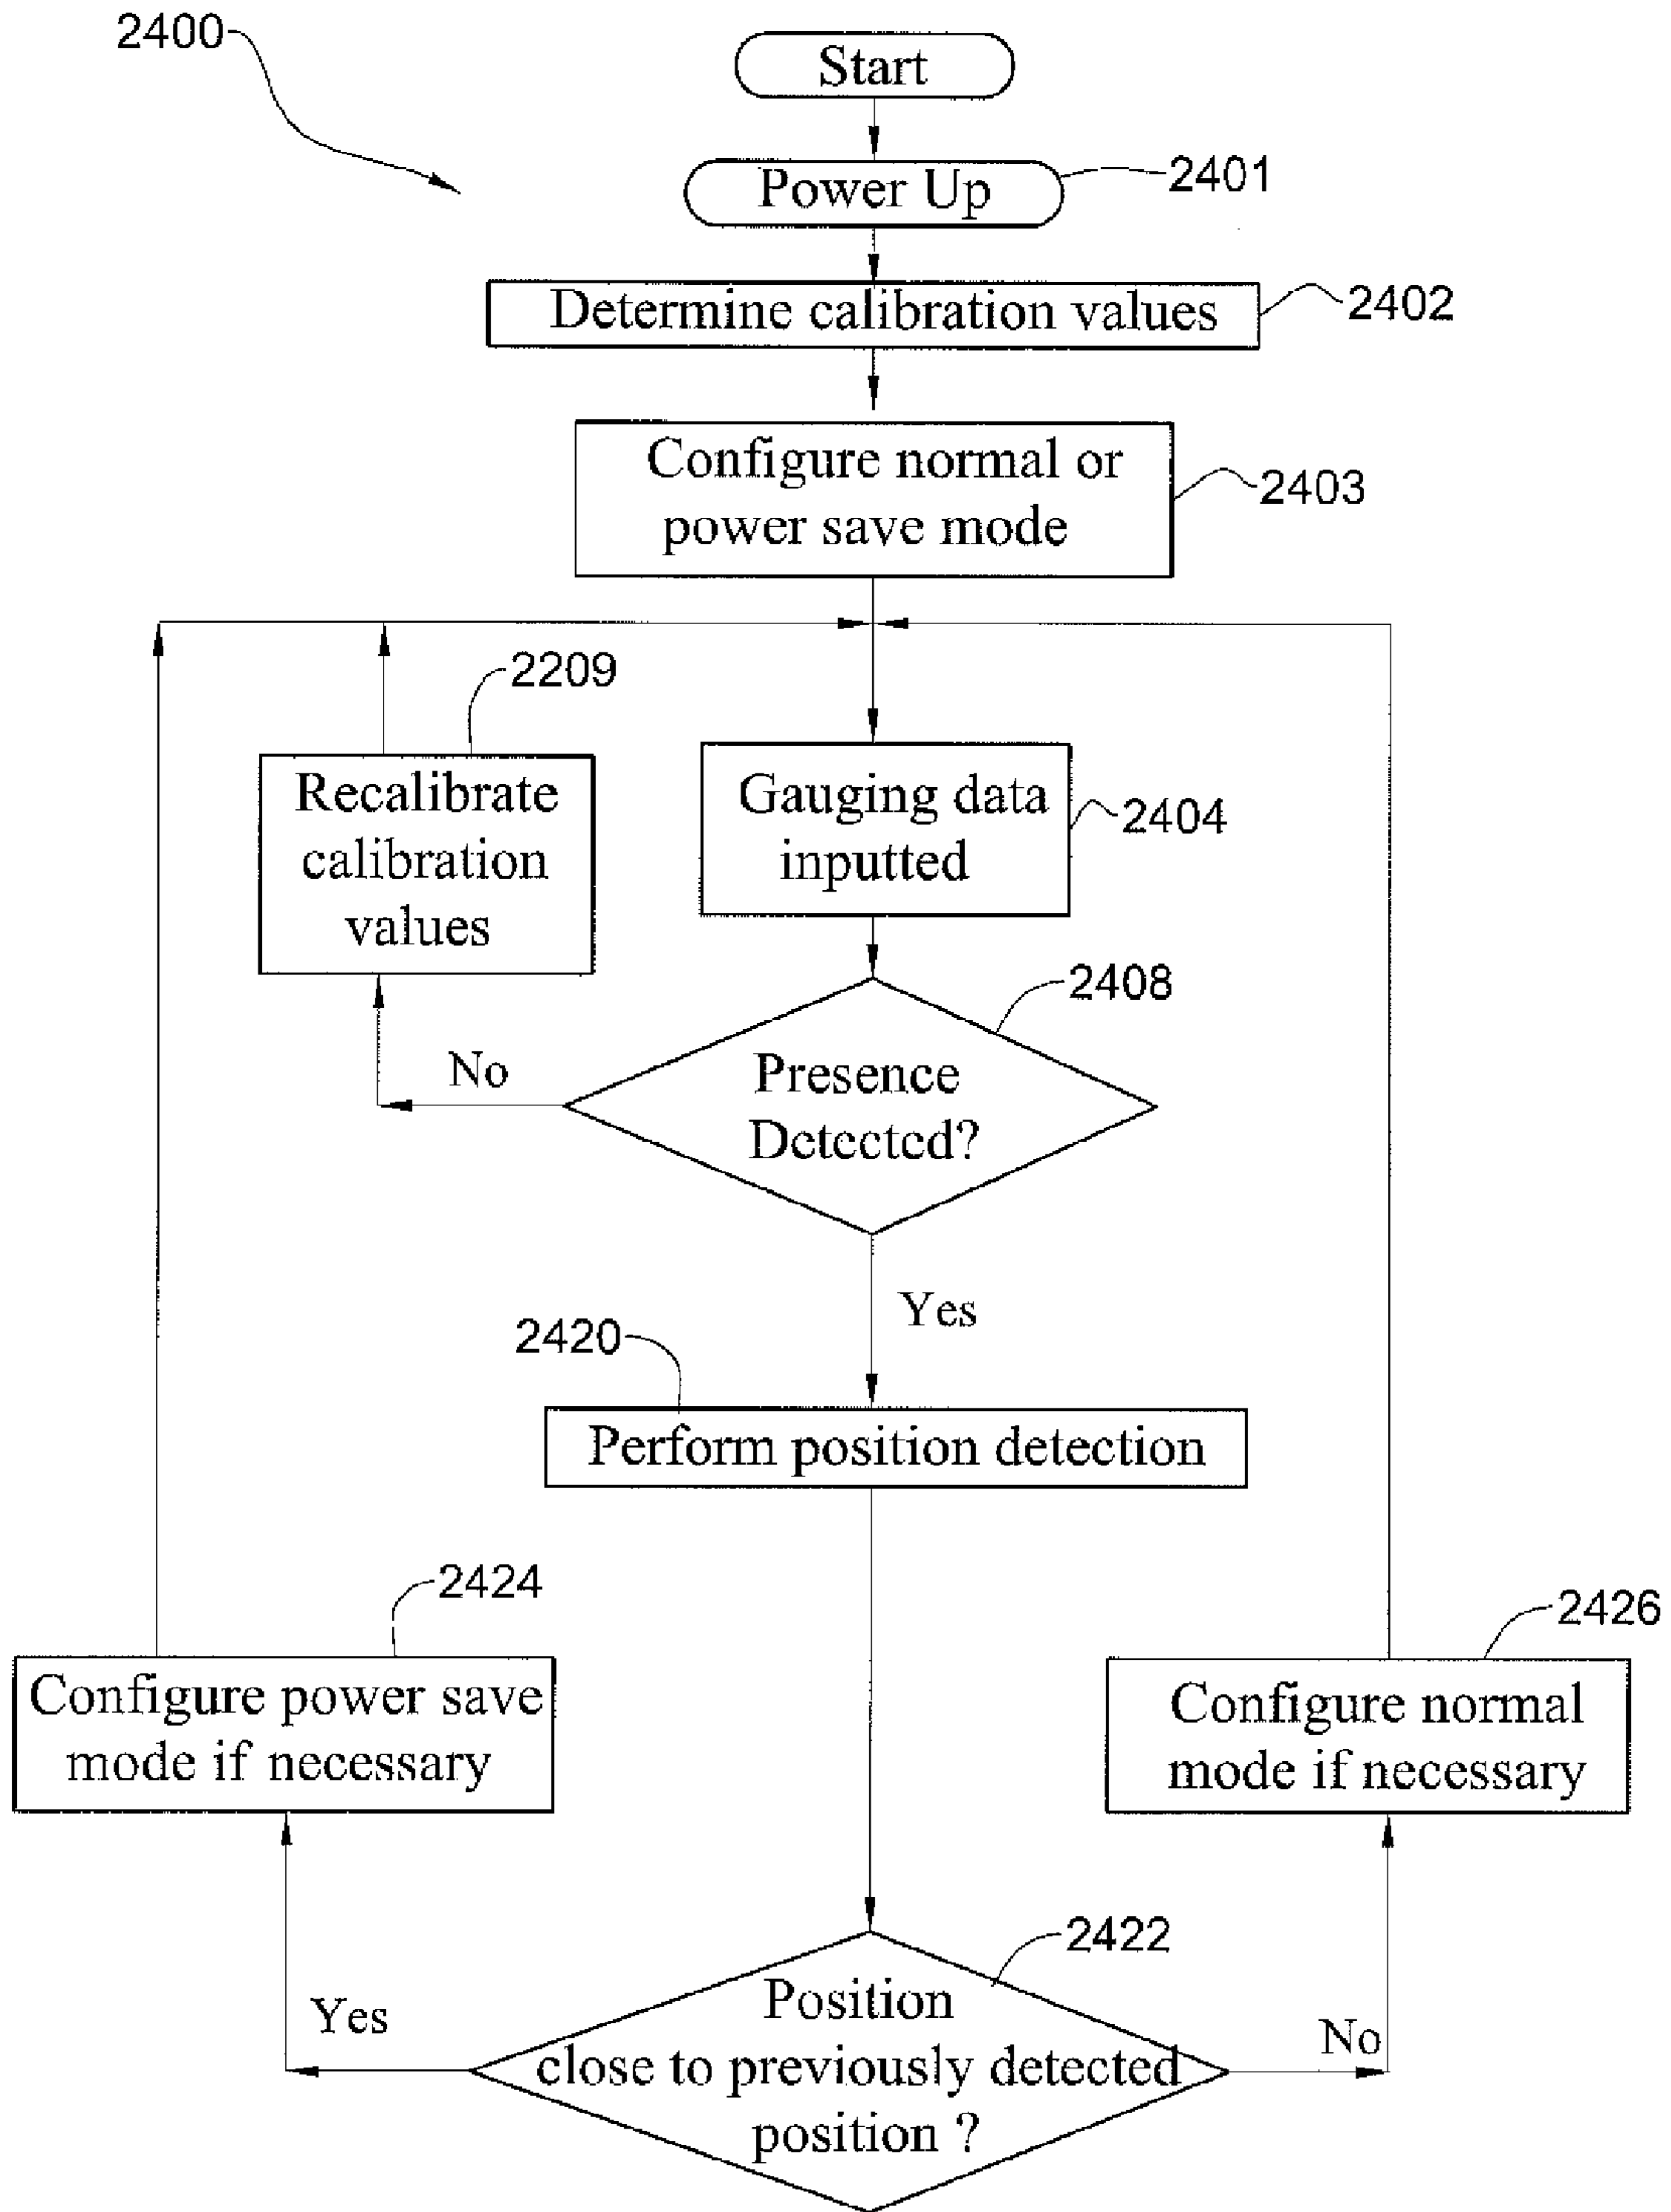 2400
Start
Power Up
2401
Determine calibration values
2402
Configure normal or
power save mode
2403
2209
Recalibrate
calibration
values
Gauging data
inputted
2404
2408
No
Presence
Detected?
Yes
2420
Perform position detection
2424
Configure power save
mode if necessary
2426
Configure normal
mode if necessary
2422
Yes
Position
close to previously detected
position ?
No